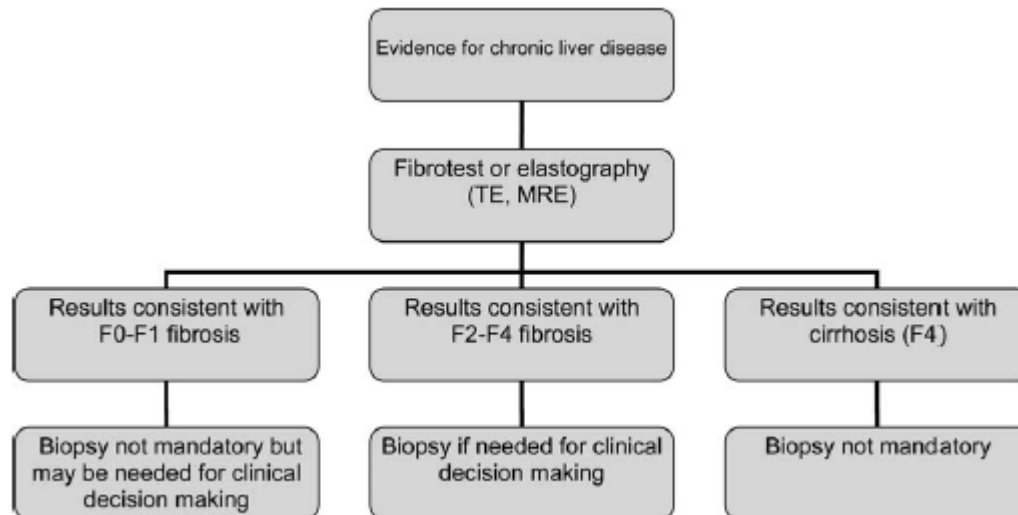 Evidence for chronic liver disease
Fibrotest or elastography
(TE, MRE)
Results consistent with
F0-F1 fibrosis
Results consistent with
F2-F4 fibrosis
Results consistent with
cirrhosis (F4)
Biopsy not mandatory but
may be needed for clinical
decision making
Biopsy if needed for clinical
decision making
Biopsy not mandatory